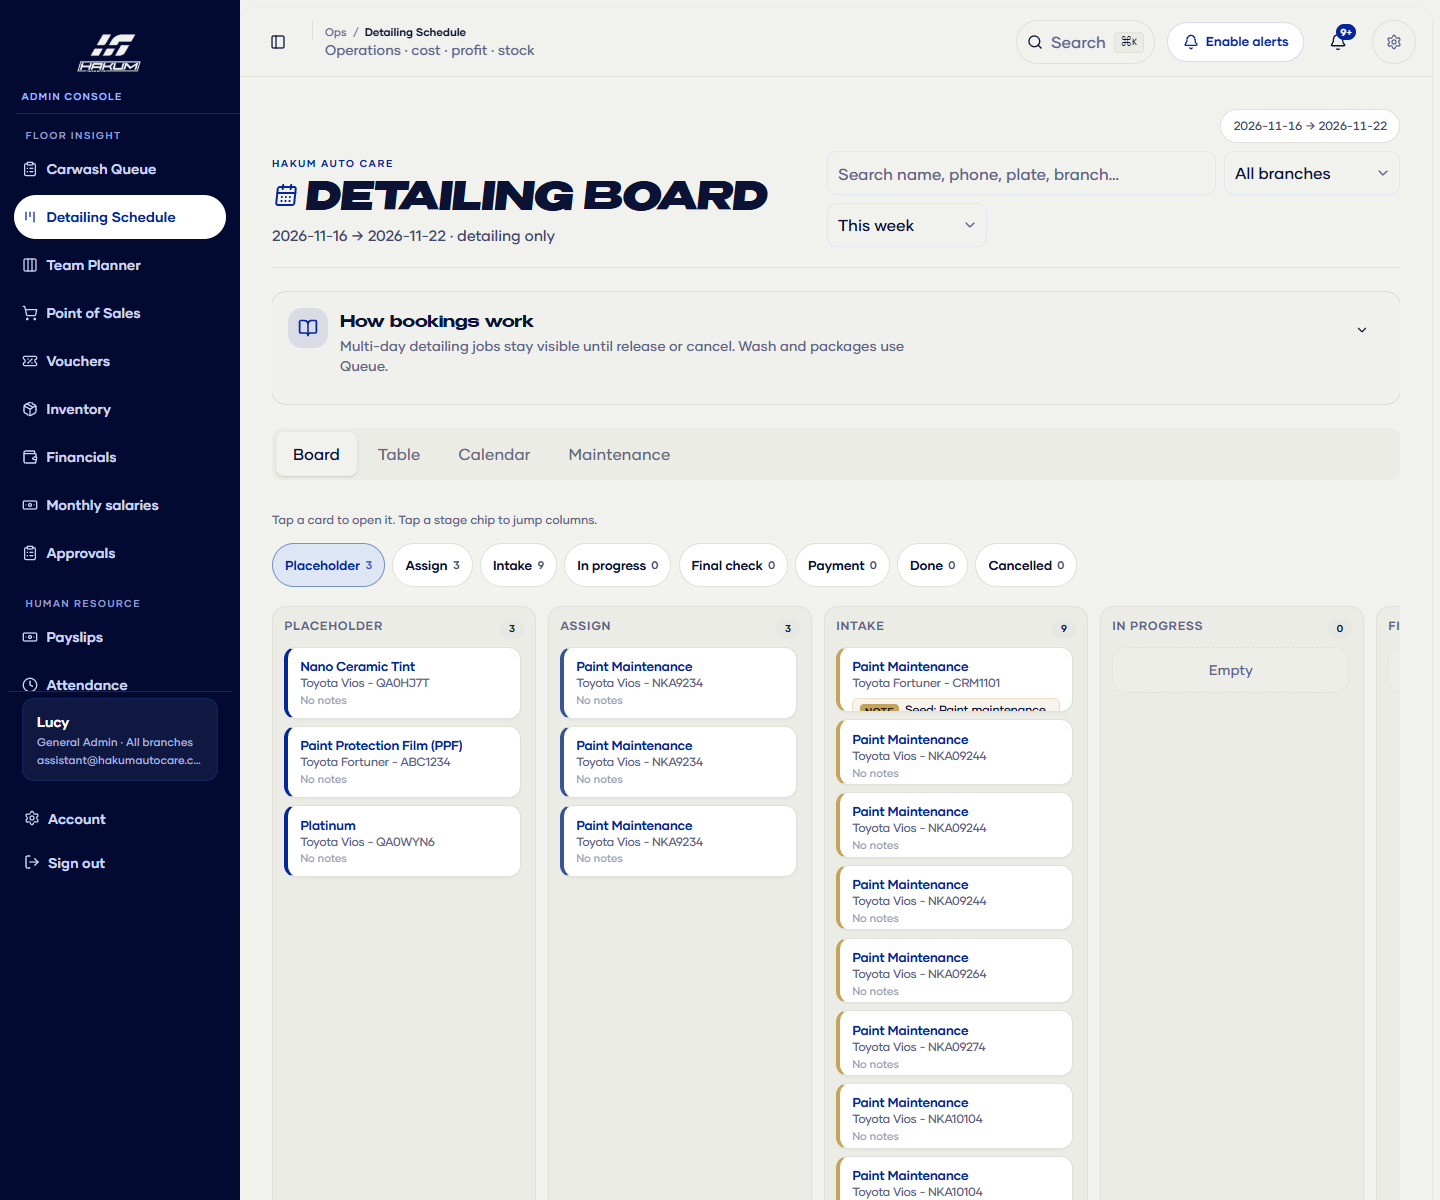 HAKUM
ADMIN CONSOLE
FLOOR INSIGHT
Carwash Queue
Detailing Schedule
Team Planner
Point of Sales
Vouchers
Inventory
Financials
Monthly salaries
Approvals
HUMAN RESOURCE
Payslips
Attendance
Lucy
General Admin · All branches
assistant@hakumautocare.c...
Account
Sign out
Ops / Detailing Schedule
Operations · cost · profit · stock
Search ⌘K
Enable alerts
9+
2026-11-16 → 2026-11-22
HAKUM AUTO CARE
DETAILING BOARD
2026-11-16 → 2026-11-22 · detailing only
Search name, phone, plate, branch...
All branches
This week
How bookings work
Multi-day detailing jobs stay visible until release or cancel. Wash and packages use
Queue.
Board Table Calendar Maintenance
Tap a card to open it. Tap a stage chip to jump columns.
Placeholder 3 Assign 3 Intake 9 In progress 0 Final check 0 Payment 0 Done 0 Cancelled 0
PLACEHOLDER 3
Nano Ceramic Tint
Toyota Vios - QA0HJ7T
No notes
Paint Protection Film (PPF)
Toyota Fortuner - ABC1234
No notes
Platinum
Toyota Vios - QA0WYN6
No notes
ASSIGN 3
Paint Maintenance
Toyota Vios - NKA9234
No notes
Paint Maintenance
Toyota Vios - NKA9234
No notes
Paint Maintenance
Toyota Vios - NKA9234
No notes
INTAKE 9
Paint Maintenance
Toyota Fortuner - CRM1101
NOTE Seed: Paint maintenance
Paint Maintenance
Toyota Vios - NKA09244
No notes
Paint Maintenance
Toyota Vios - NKA09244
No notes
Paint Maintenance
Toyota Vios - NKA09244
No notes
Paint Maintenance
Toyota Vios - NKA09264
No notes
Paint Maintenance
Toyota Vios - NKA09274
No notes
Paint Maintenance
Toyota Vios - NKA10104
No notes
Paint Maintenance
Toyota Vios - NKA10104
IN PROGRESS 0
Empty
FI